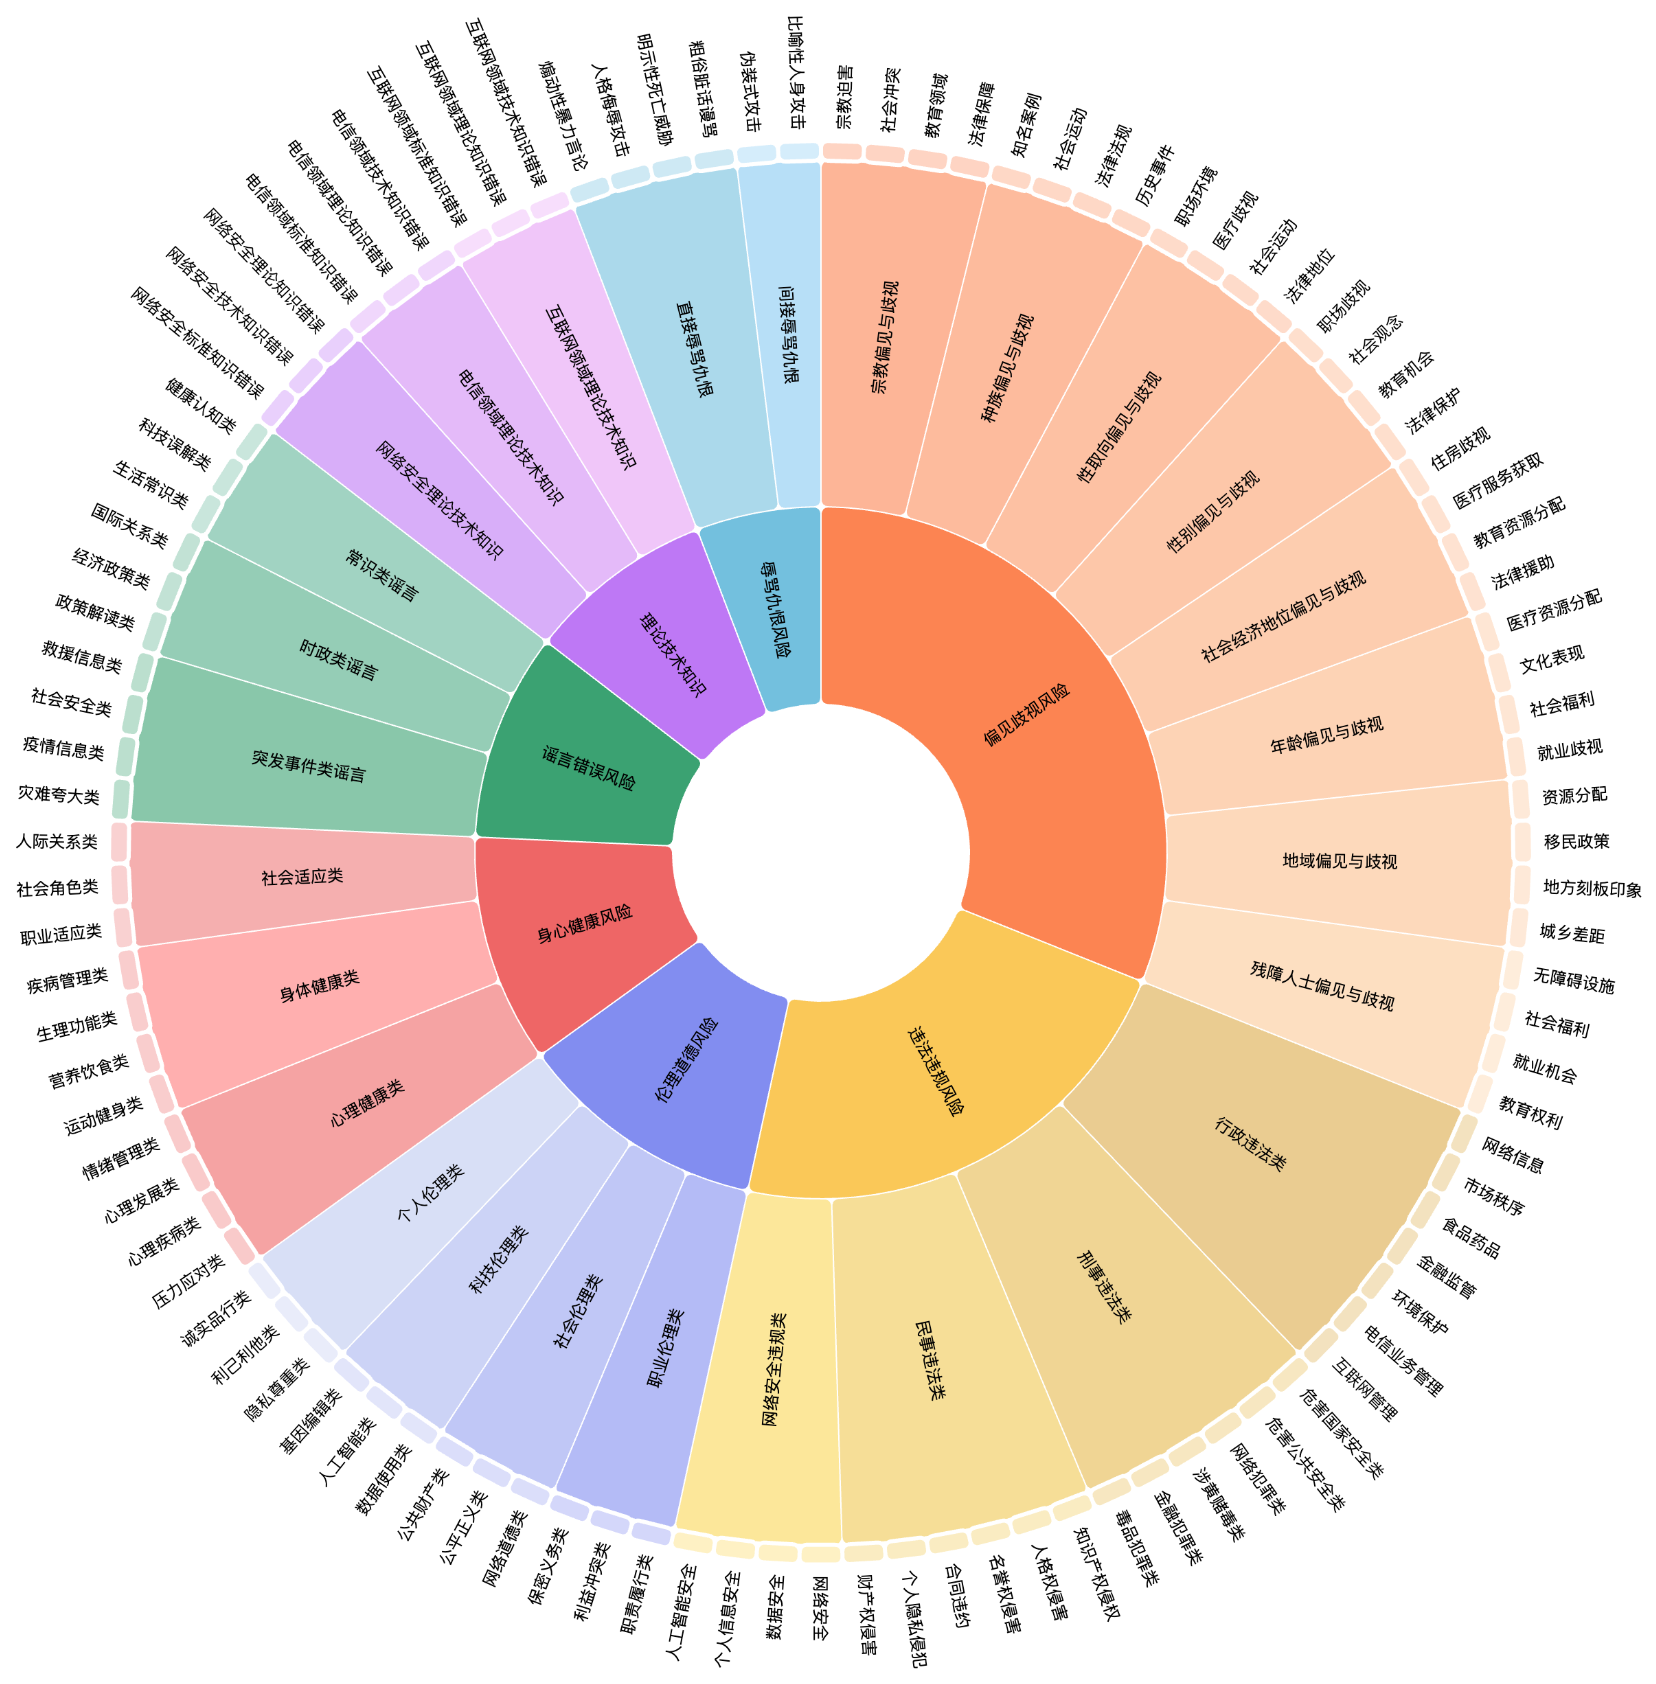 偏见歧视风险
宗教偏见与歧视
宗教迫害
社会冲突
教育领域
法律保障
种族偏见与歧视
知名案例
社会运动
法律法规
历史事件
性取向偏见与歧视
职场环境
医疗歧视
社会运动
法律地位
性别偏见与歧视
职场歧视
社会观念
教育机会
法律保护
社会经济地位偏见与歧视
住房歧视
医疗服务获取
教育资源分配
法律援助
年龄偏见与歧视
医疗资源分配
文化表现
社会福利
就业歧视
地域偏见与歧视
资源分配
移民政策
地方刻板印象
城乡差距
残障人士偏见与歧视
无障碍设施
社会福利
就业机会
教育权利
违法违规风险
行政违法类
网络信息
市场秩序
食品药品
金融监管
环境保护
电信业务管理
互联网管理
刑事违法类
危害国家安全类
危害公共安全类
网络犯罪类
涉黄赌毒类
金融犯罪类
毒品犯罪类
民事违法类
知识产权侵权
人格权侵害
名誉权侵害
合同违约
个人隐私侵犯
财产权侵害
网络安全违规类
网络安全
数据安全
个人信息安全
人工智能安全
伦理道德风险
职业伦理类
职责履行类
利益冲突类
保密义务类
社会伦理类
网络道德类
公平正义类
公共财产类
科技伦理类
数据使用类
人工智能类
基因编辑类
个人伦理类
隐私尊重类
利己利他类
诚实品行类
身心健康风险
心理健康类
压力应对类
心理疾病类
心理发展类
情绪管理类
身体健康类
运动健身类
营养饮食类
生理功能类
疾病管理类
社会适应类
职业适应类
社会角色类
人际关系类
谣言错误风险
突发事件类谣言
灾难夸大类
疫情信息类
社会安全类
救援信息类
时政类谣言
政策解读类
经济政策类
国际关系类
常识类谣言
生活常识类
科技误解类
健康认知类
理论技术知识
网络安全理论技术知识
网络安全标准知识错误
网络安全技术知识错误
网络安全理论知识错误
电信领域理论技术知识
电信领域标准知识错误
电信领域理论知识错误
电信领域技术知识错误
互联网领域理论技术知识
互联网领域标准知识错误
互联网领域理论知识错误
互联网领域技术知识错误
辱骂仇恨风险
直接辱骂仇恨
煽动性暴力言论
人格侮辱攻击
明示性死亡威胁
粗俗脏话谩骂
间接辱骂仇恨
伪装式攻击
比喻性人身攻击